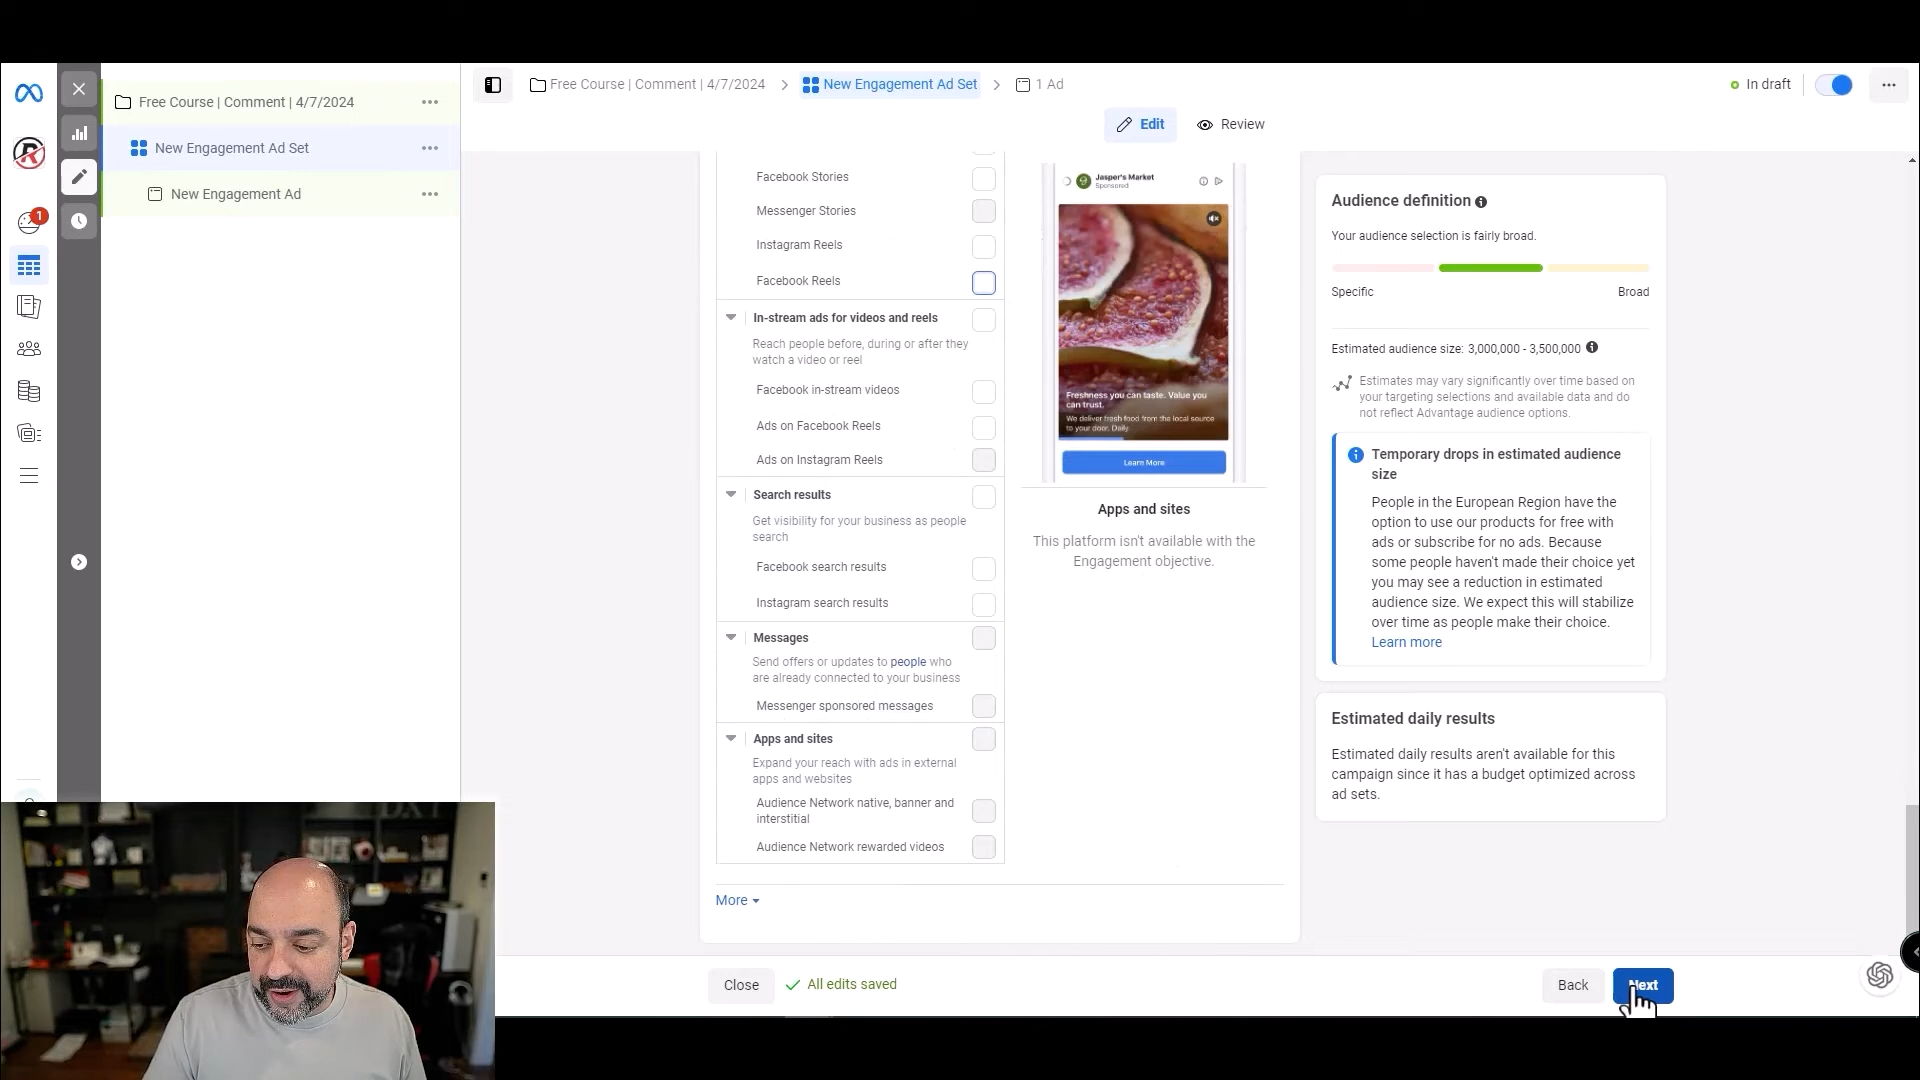 Free Course | Comment | 4/7/2024
New Engagement Ad Set
New Engagement Ad
1
Free Course | Comment | 4/7/2024
New Engagement Ad Set
1 Ad
In draft
Edit
Review
Facebook Stories
Messenger Stories
Instagram Reels
Facebook Reels
In-stream ads for videos and reels
Reach people before, during or after they
watch a video or reel
Facebook in-stream videos
Ads on Facebook Reels
Ads on Instagram Reels
Search results
Get visibility for your business as people
search
Facebook search results
Instagram search results
Messages
Send offers or updates to people who
are already connected to your business
Messenger sponsored messages
Apps and sites
Expand your reach with ads in external
apps and websites
Audience Network native, banner and
interstitial
Audience Network rewarded videos
More
Jasper's Market
Sponsored
Freshness you can taste. Value you
can trust.
We deliver fresh food from the local source
to your door. Daily.
Learn More
Apps and sites
This platform isn't available with the
Engagement objective.
Audience definition
Your audience selection is fairly broad.
Specific
Broad
Estimated audience size: 3,000,000 - 3,500,000
Estimates may vary significantly over time based on
your targeting selections and available data and do
not reflect Advantage audience options.
Temporary drops in estimated audience
size
People in the European Region have the
option to use our products for free with
ads or subscribe for no ads. Because
some people haven't made their choice yet
you may see a reduction in estimated
audience size. We expect this will stabilize
over time as people make their choice.
Learn more
Estimated daily results
Estimated daily results aren't available for this
campaign since it has a budget optimized across
ad sets.
Close
All edits saved
Back
Next